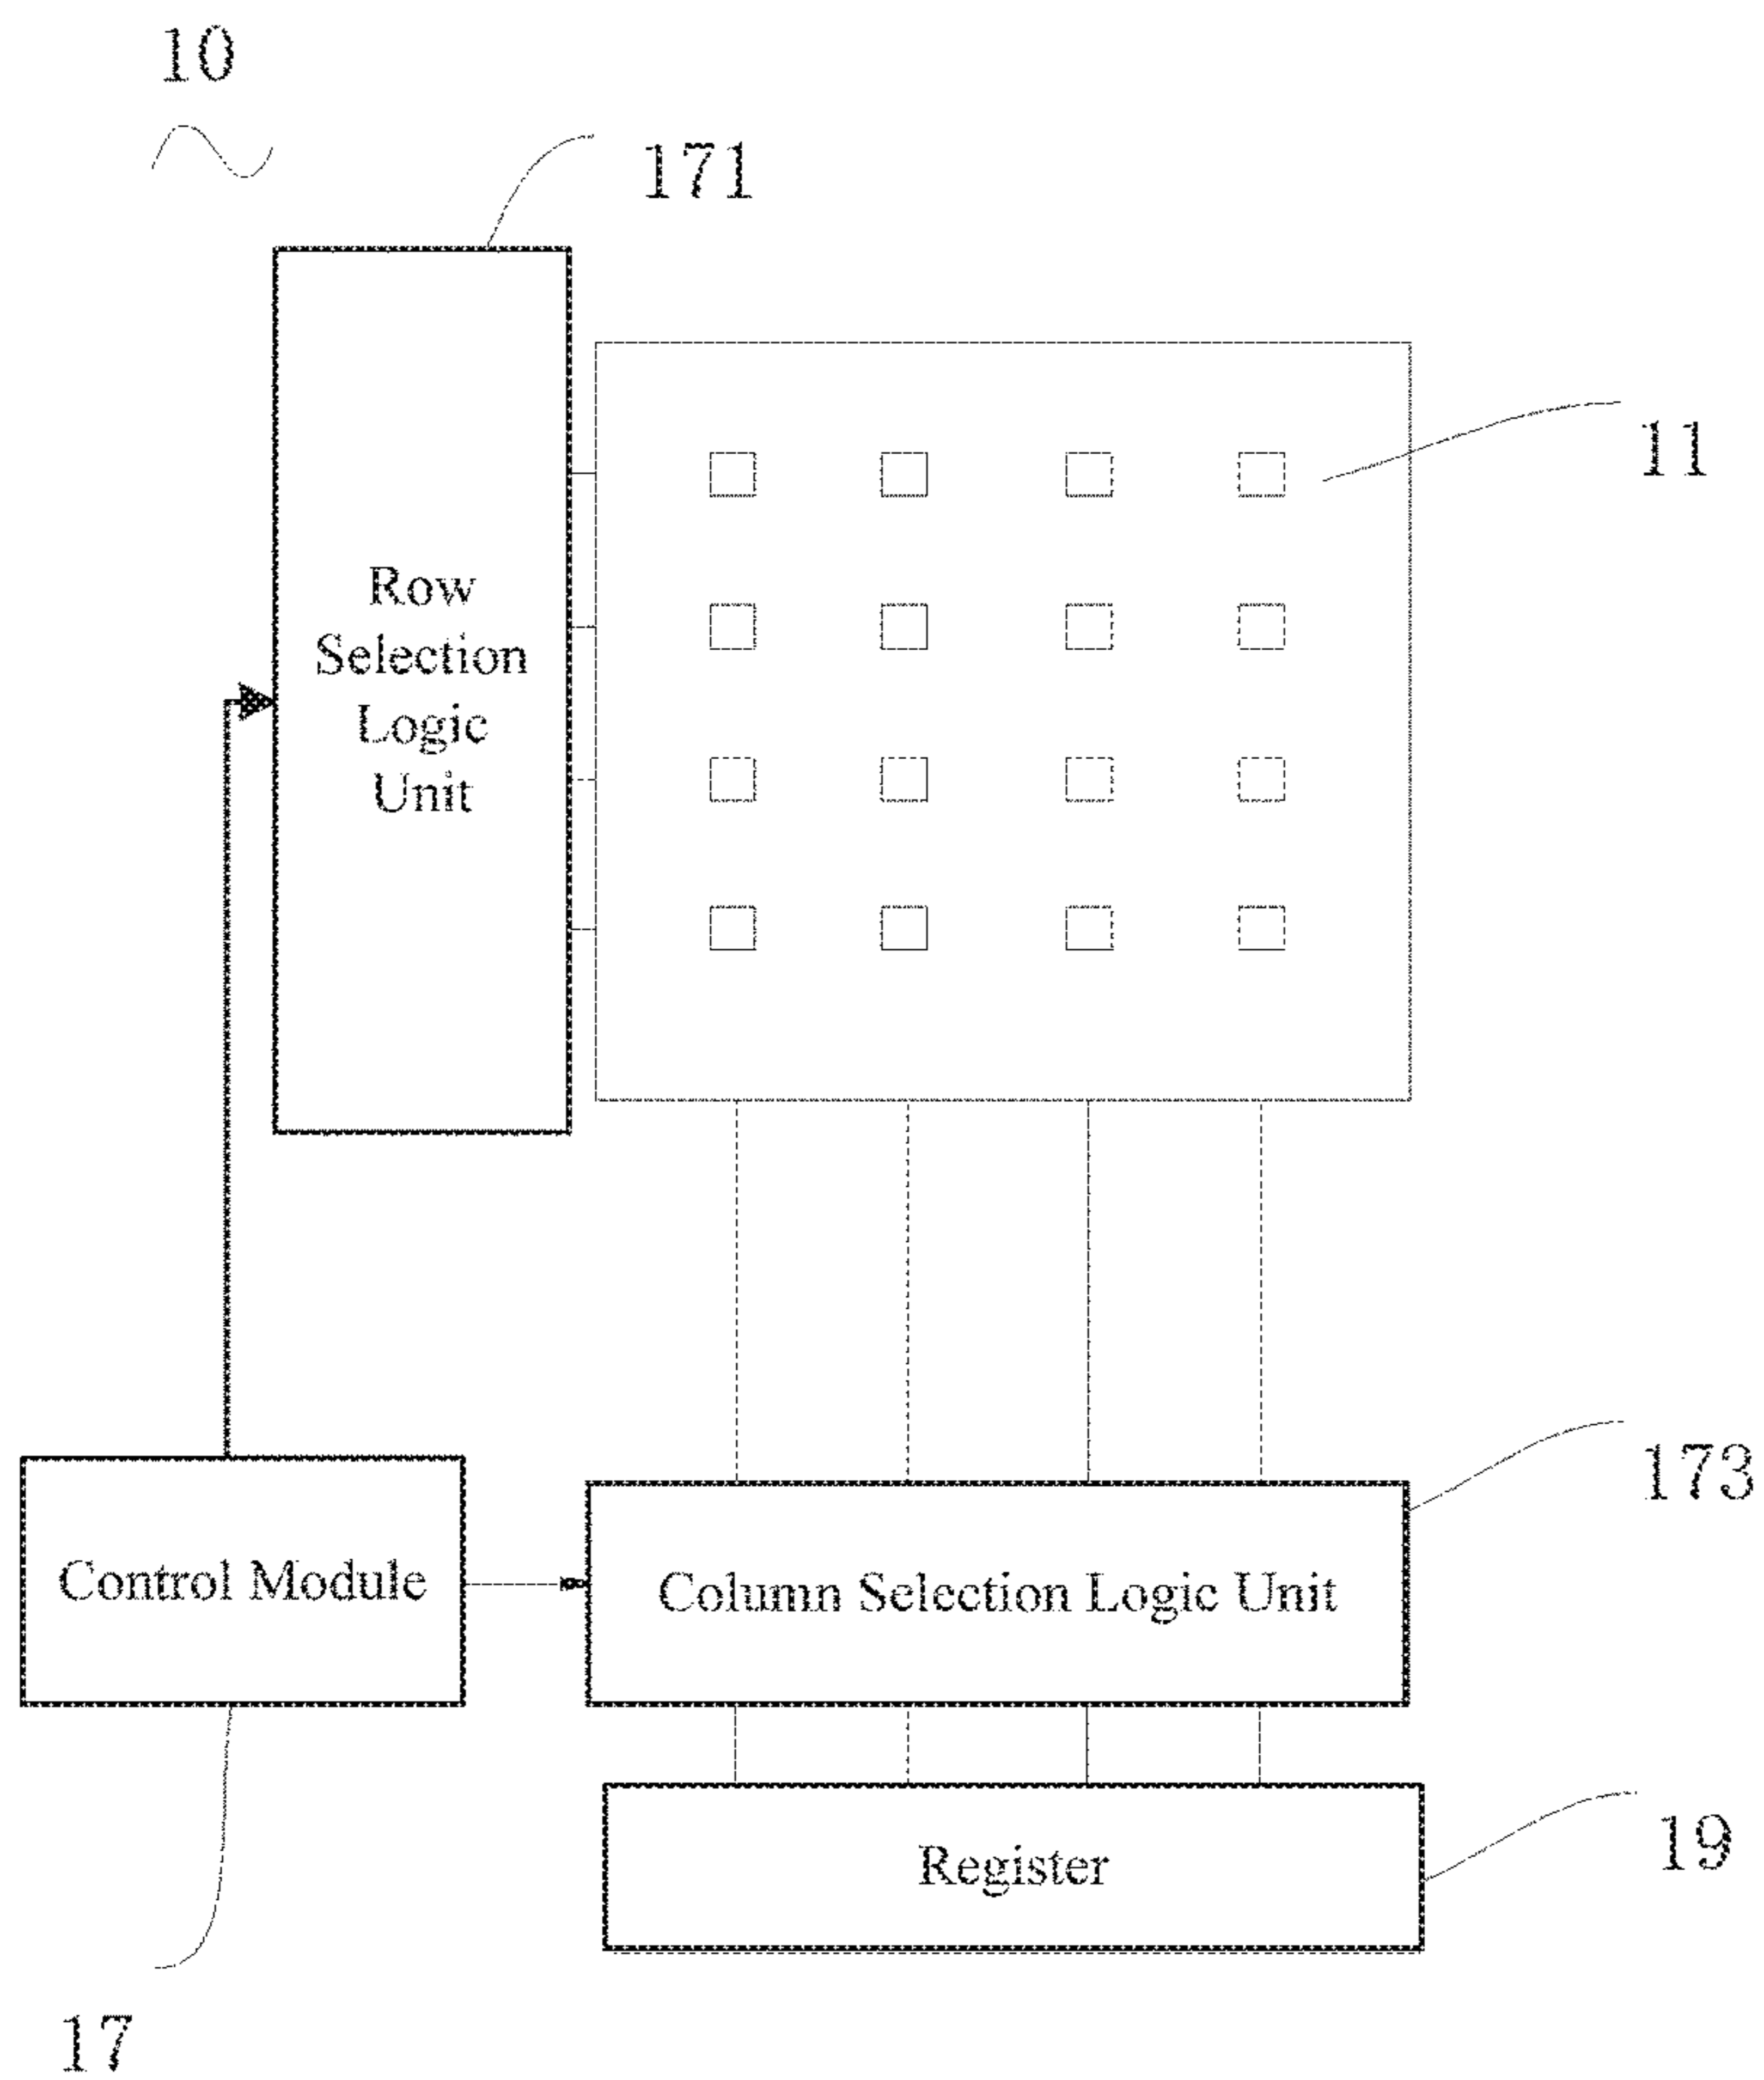 10
171
11
Row
Selection
Logic
Unit
173
Control Module
Column Selection Logic Unit
19
Register
17